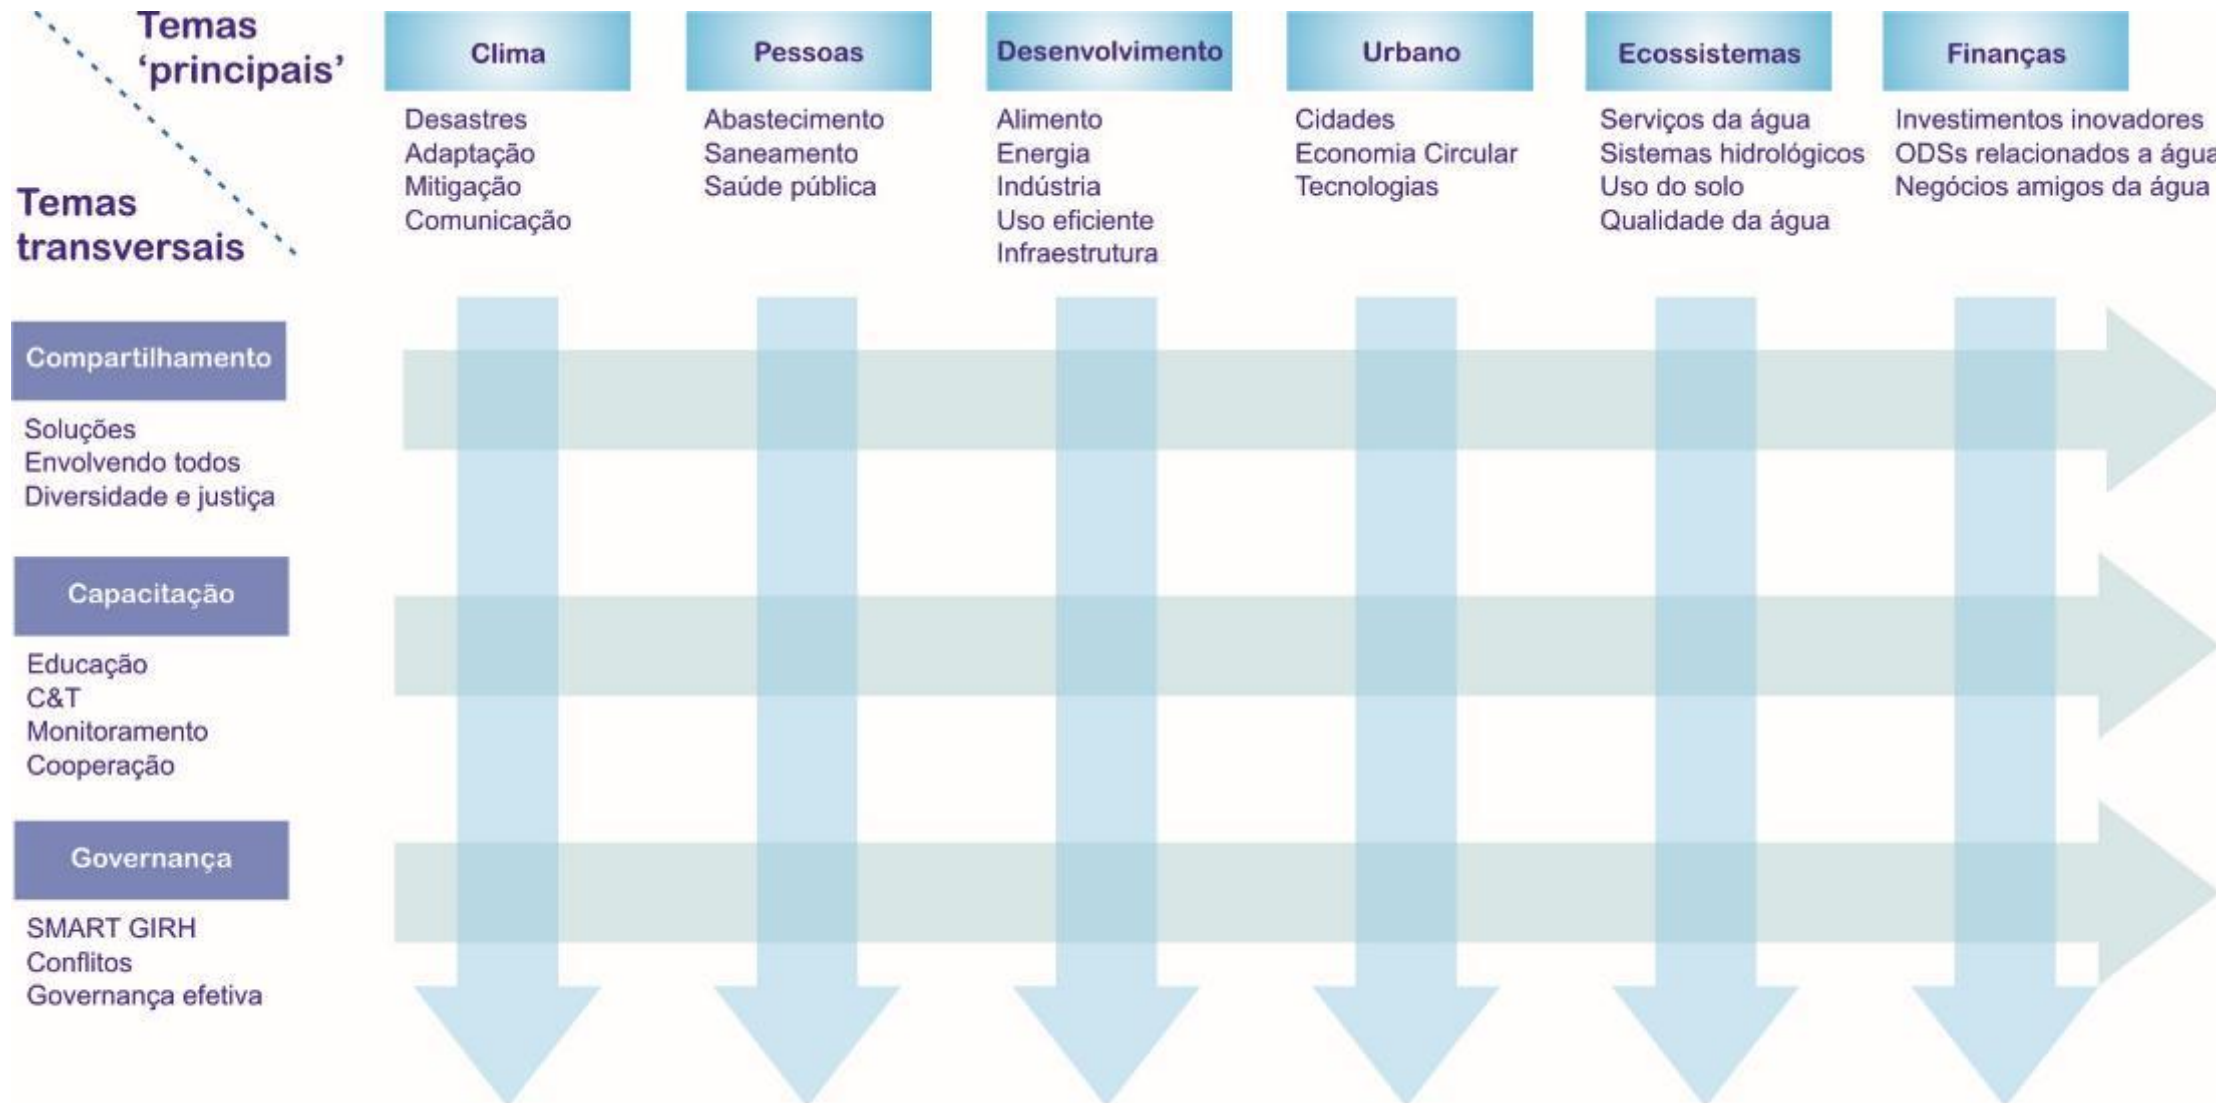 Temas
‘principais’
Temas
transversais
Clima
Desastres
Adaptação
Mitigação
Comunicação
Pessoas
Abastecimento
Saneamento
Saúde pública
Desenvolvimento
Alimento
Energia
Indústria
Uso eficiente
Infraestrutura
Urbano
Cidades
Economia Circular
Tecnologias
Ecossistemas
Serviços da água
Sistemas hidrológicos
Uso do solo
Qualidade da água
Finanças
Investimentos inovadores
ODSs relacionados a água
Negócios amigos da água
Compartilhamento
Soluções
Envolvendo todos
Diversidade e justiça
Capacitação
Educação
C&T
Monitoramento
Cooperação
Governança
SMART GIRH
Conflitos
Governança efetiva